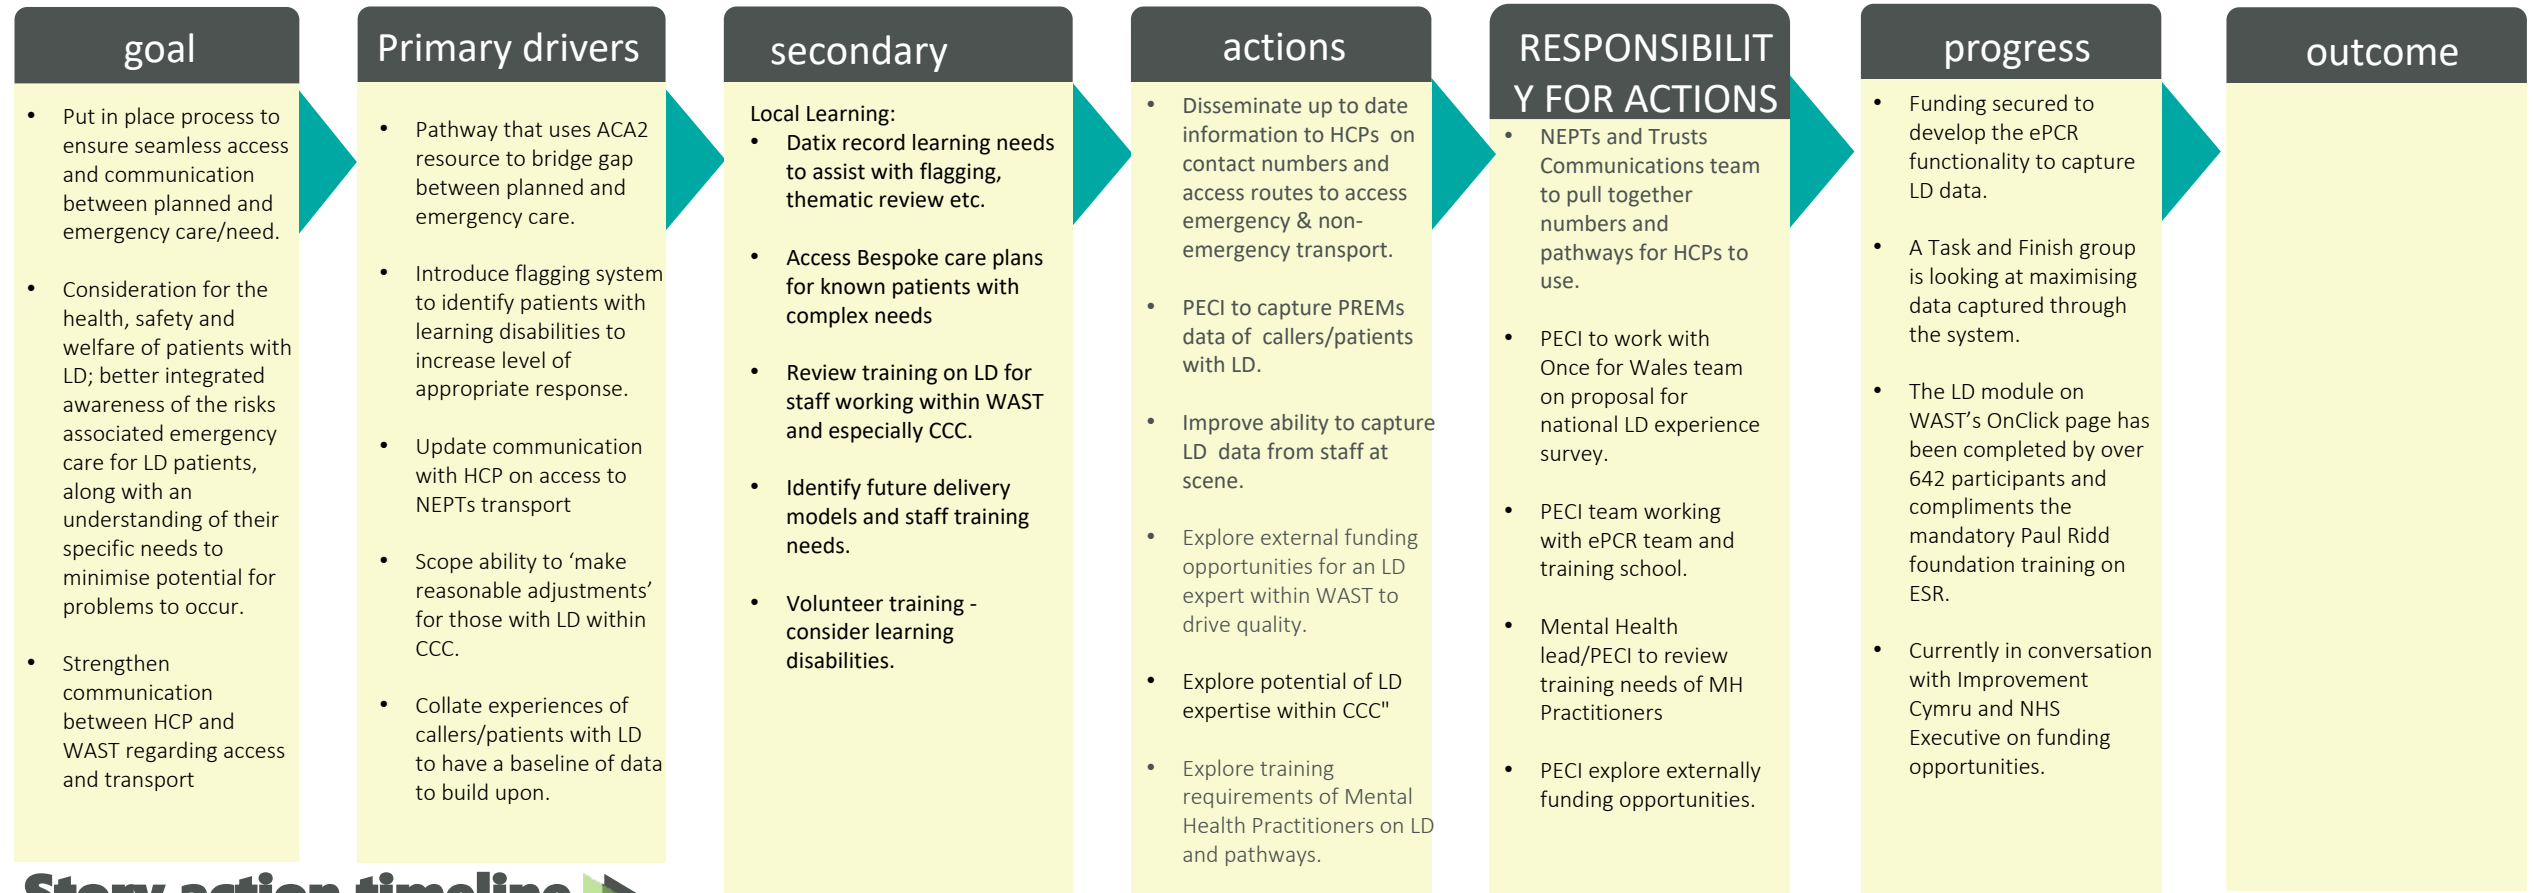 goal
• Put in place process to
ensure seamless access
and communication
between planned and
emergency care/need.
• Consideration for the
health, safety and
welfare of patients with
LD; better integrated
awareness of the risks
associated emergency
care for LD patients,
along with an
understanding of their
specific needs to
minimise potential for
problems to occur.
• Strengthen
communication
between HCP and
WAST regarding access
and transport
Primary drivers
• Pathway that uses ACA2
resource to bridge gap
between planned and
emergency care.
• Introduce flagging system
to identify patients with
learning disabilities to
increase level of
appropriate response.
• Update communication
with HCP on access to
NEPTs transport
• Scope ability to ‘make
reasonable adjustments’
for those with LD within
CCC.
• Collate experiences of
callers/patients with LD
to have a baseline of data
to build upon.
secondary
Local Learning:
• Datix record learning needs
to assist with flagging,
thematic review etc.
• Access Bespoke care plans
for known patients with
complex needs
• Review training on LD for
staff working within WAST
and especially CCC.
• Identify future delivery
models and staff training
needs.
• Volunteer training -
consider learning
disabilities.
actions
• Disseminate up to date
information to HCPs on
contact numbers and
access routes to access
emergency & non-
emergency transport.
• PECI to capture PREMs
data of callers/patients
with LD.
• Improve ability to capture
LD data from staff at
scene.
• Explore external funding
opportunities for an LD
expert within WAST to
drive quality.
• Explore potential of LD
expertise within CCC"
• Explore training
requirements of Mental
Health Practitioners on LD
and pathways.
RESPONSIBILIT
Y FOR ACTIONS
• NEPTs and Trusts
Communications team
to pull together
numbers and
pathways for HCPs to
use.
• PECI to work with
Once for Wales team
on proposal for
national LD experience
survey.
• PECI team working
with ePCR team and
training school.
• Mental Health
lead/PECI to review
training needs of MH
Practitioners
• PECI explore externally
funding opportunities.
progress
• Funding secured to
develop the ePCR
functionality to capture
LD data.
• A Task and Finish group
is looking at maximising
data captured through
the system.
• The LD module on
WAST’s OnClick page has
been completed by over
642 participants and
compliments the
mandatory Paul Ridd
foundation training on
ESR.
• Currently in conversation
with Improvement
Cymru and NHS
Executive on funding
opportunities.
outcome
Story action timeline